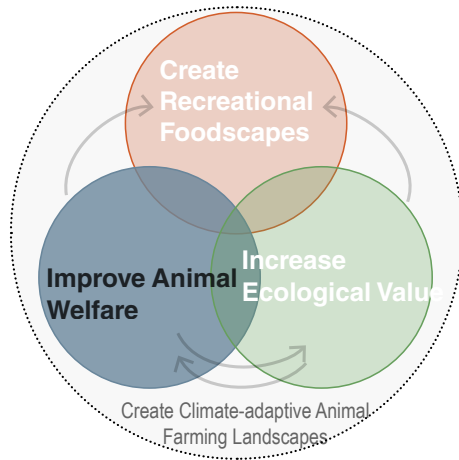 Create
Recreational
Foodscapes
Improve Animal
Welfare
Increase
Ecological Value
Create Climate-adaptive Animal
Farming Landscapes